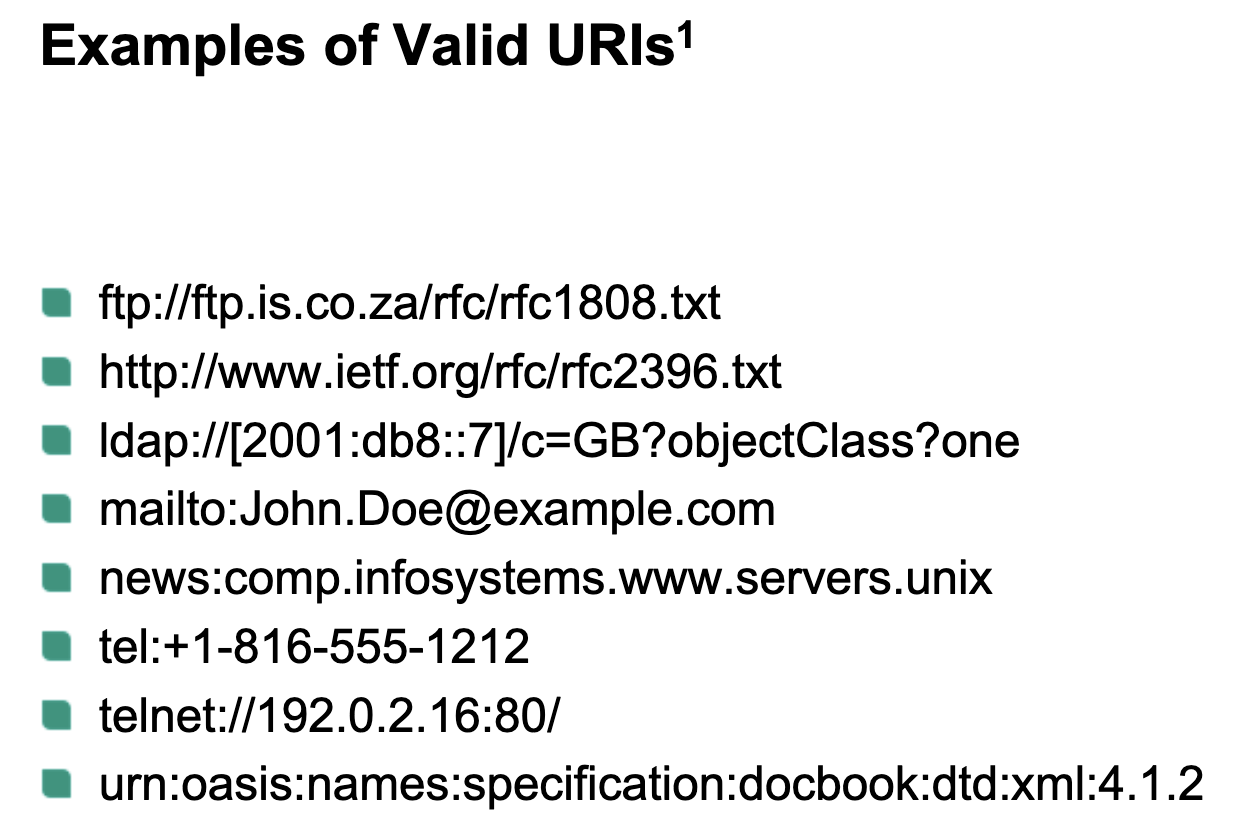 Examples of Valid URIs¹
ftp://ftp.is.co.za/rfc/rfc1808.txt
http://www.ietf.org/rfc/rfc2396.txt
ldap://[2001:db8::7]/c=GB?objectClass?one
mailto:John.Doe@example.com
news:comp.infosystems.www.servers.unix
tel:+1-816-555-1212
telnet://192.0.2.16:80/
urn:oasis:names:specification:docbook:dtd:xml:4.1.2